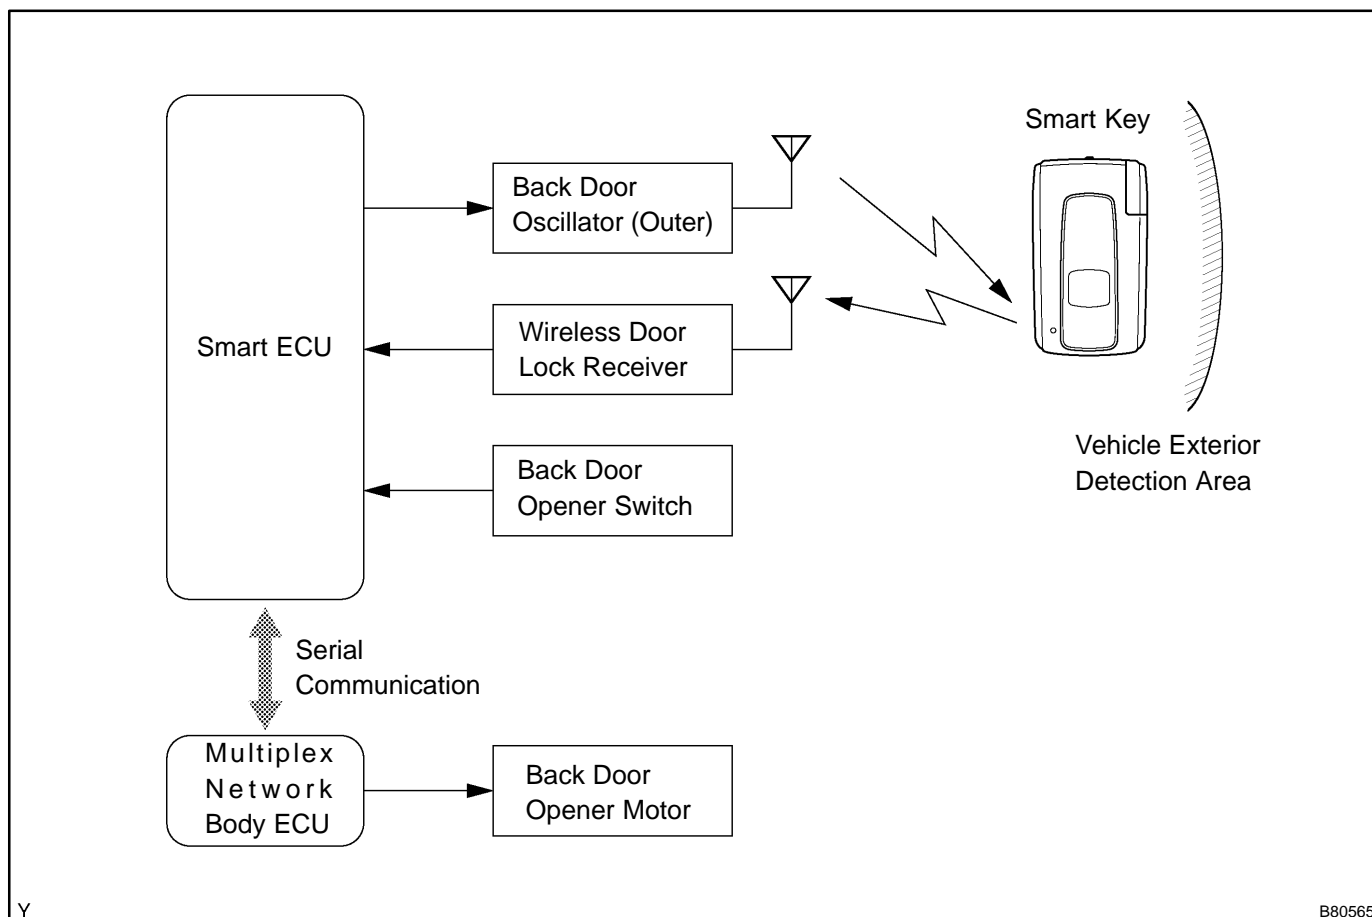 Smart Key
Back Door
Oscillator (Outer)
Smart ECU
Wireless Door
Lock Receiver
Back Door
Opener Switch
Vehicle Exterior
Detection Area
Serial
Communication
Multiplex
Network
Body ECU
Back Door
Opener Motor
Y
B80565